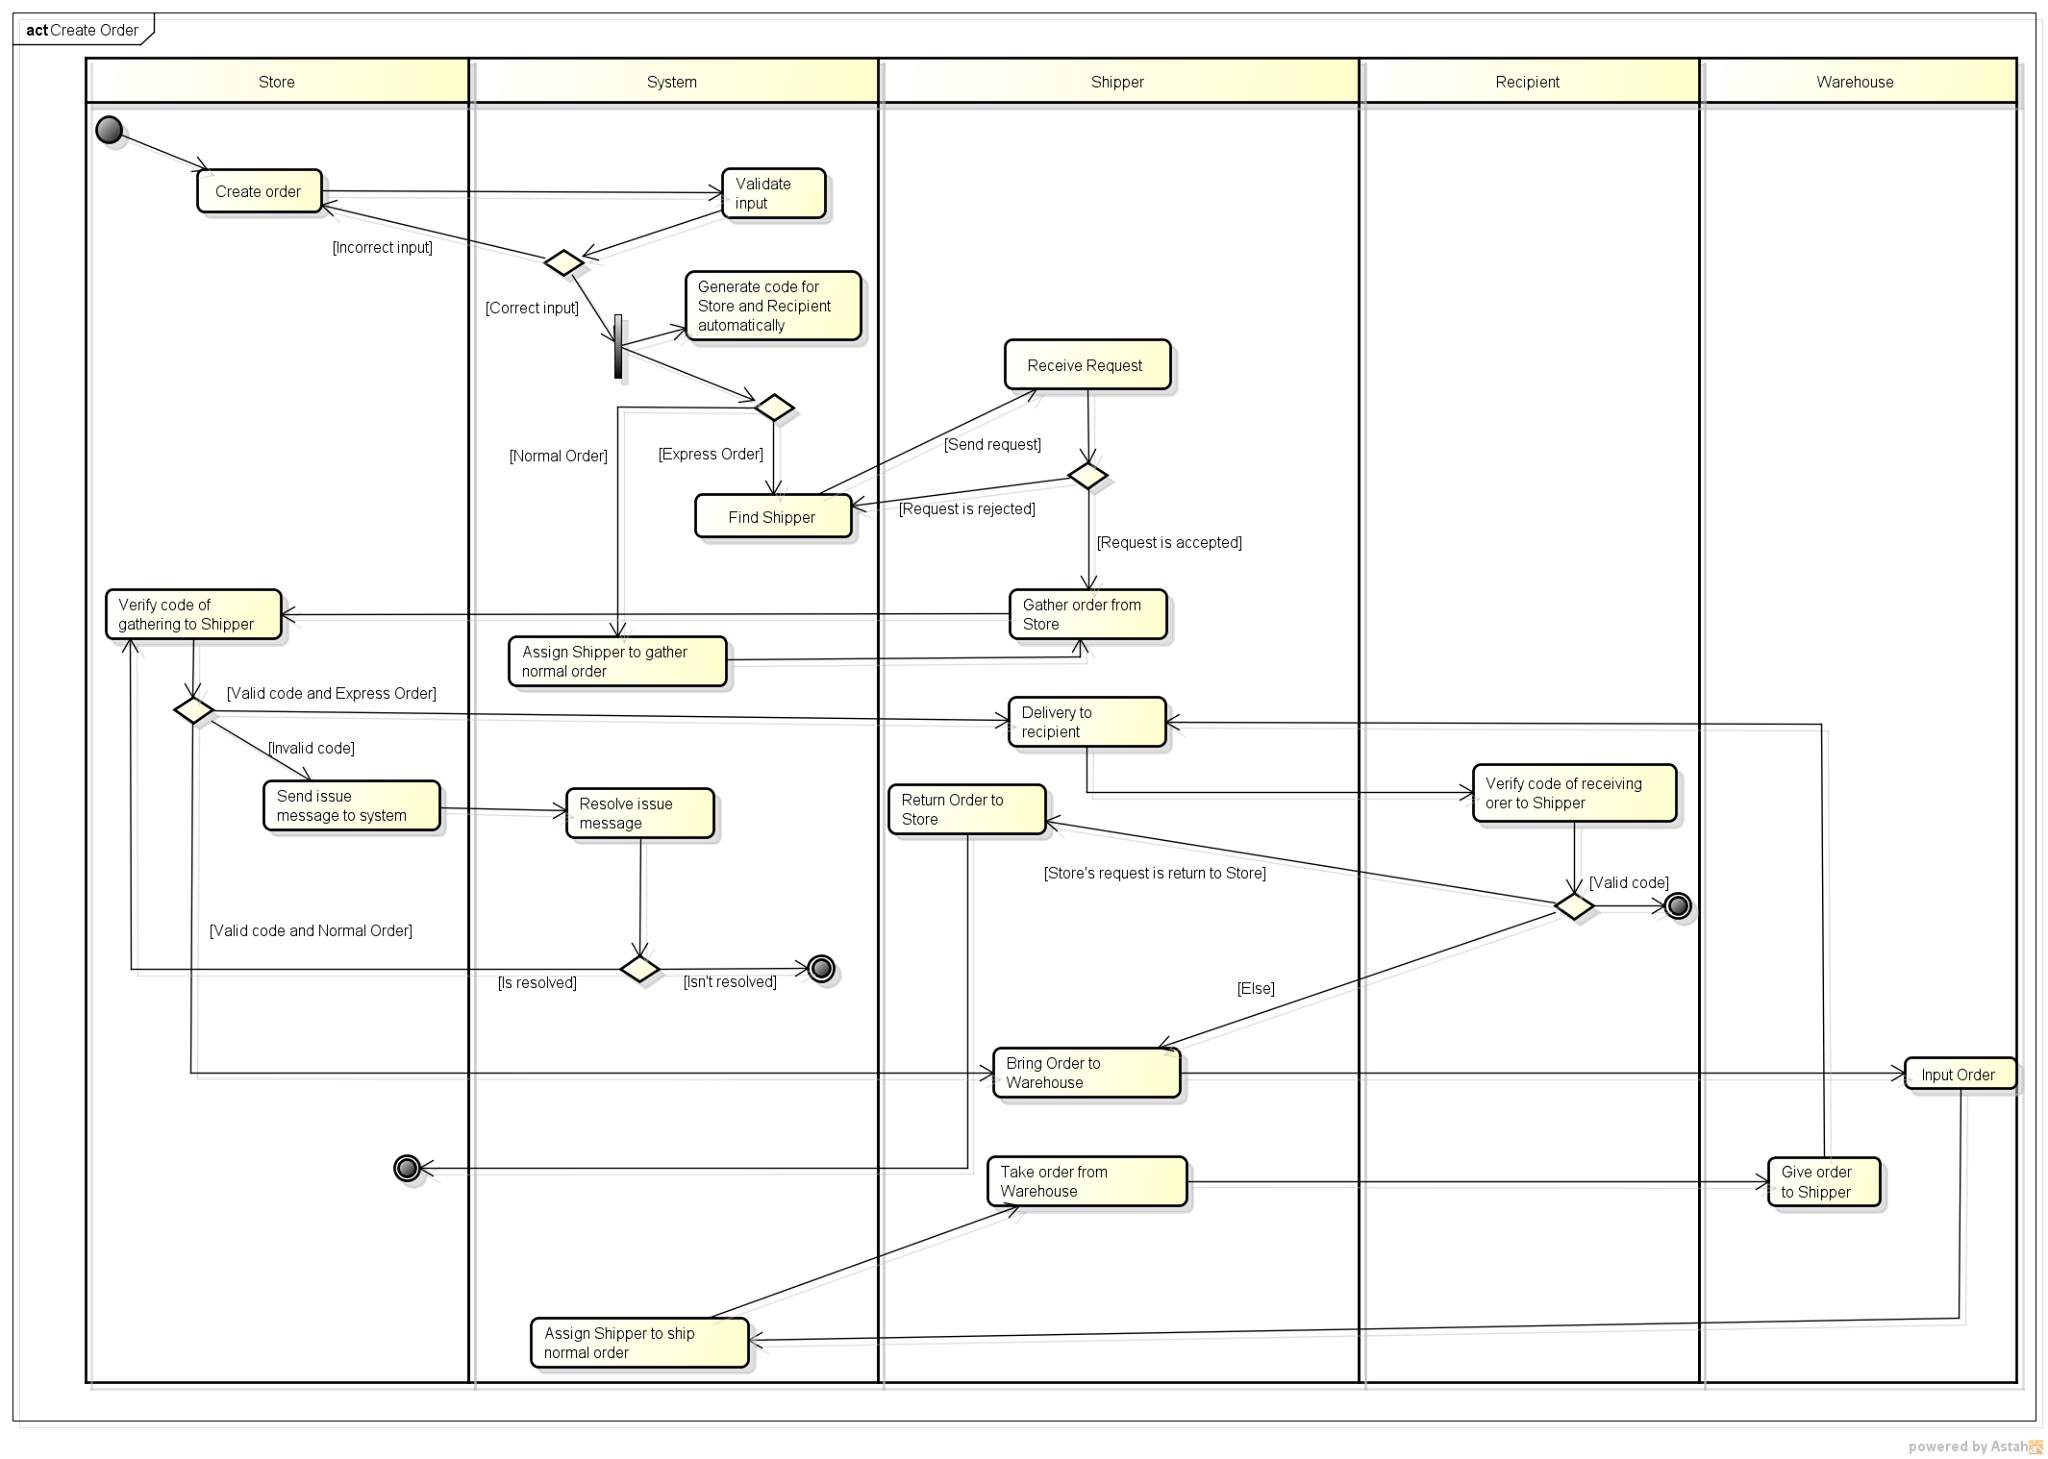 act Create Order
Store
System
Shipper
Recipient
Warehouse
Create order
Validate
input
[Incorrect input]
[Correct input]
Generate code for
Store and Recipient
automatically
Receive Request
[Send request]
[Normal Order]
[Express Order]
Find Shipper
[Request is rejected]
[Request is accepted]
Verify code of
gathering to Shipper
Gather order from
Store
Assign Shipper to gather
normal order
[Valid code and Express Order]
Delivery to
recipient
[Invalid code]
Send issue
message to system
Resolve issue
message
Return Order to
Store
Verify code of receiving
orer to Shipper
[Store's request is return to Store]
[Valid code]
[Valid code and Normal Order]
[Is resolved]
[Isn't resolved]
[Else]
Bring Order to
Warehouse
Input Order
Take order from
Warehouse
Give order
to Shipper
Assign Shipper to ship
normal order
powered by Astah